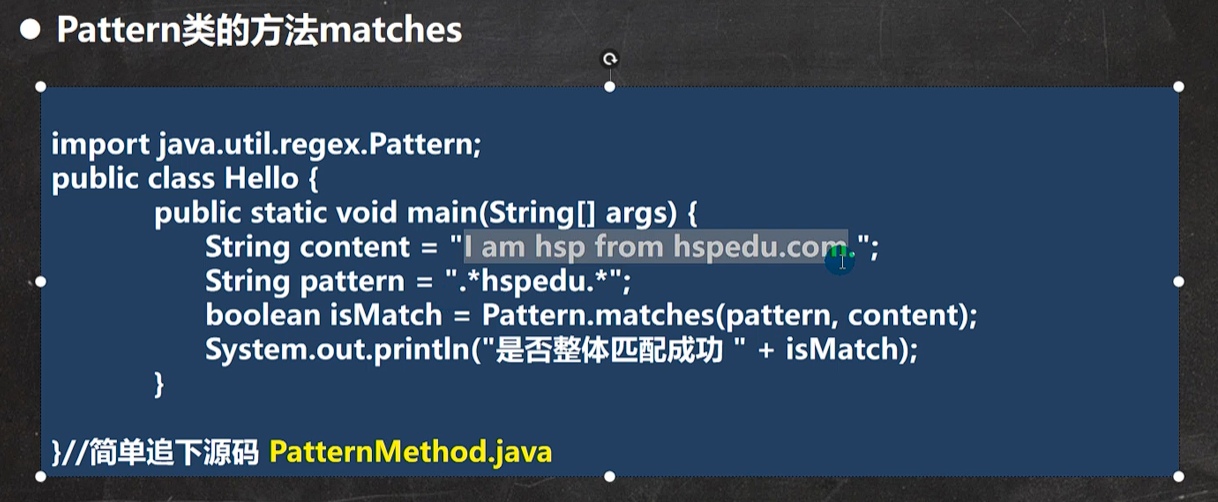 ● Pattern类的方法matches
import java.util.regex.Pattern;
public class Hello {
public static void main(String[] args) {
String content = "I am hsp from hspedu.com.";
String pattern = ".*hspedu.*";
boolean isMatch = Pattern.matches(pattern, content);
System.out.println("是否整体匹配成功 " + isMatch);
}
}//简单追下源码 PatternMethod.java